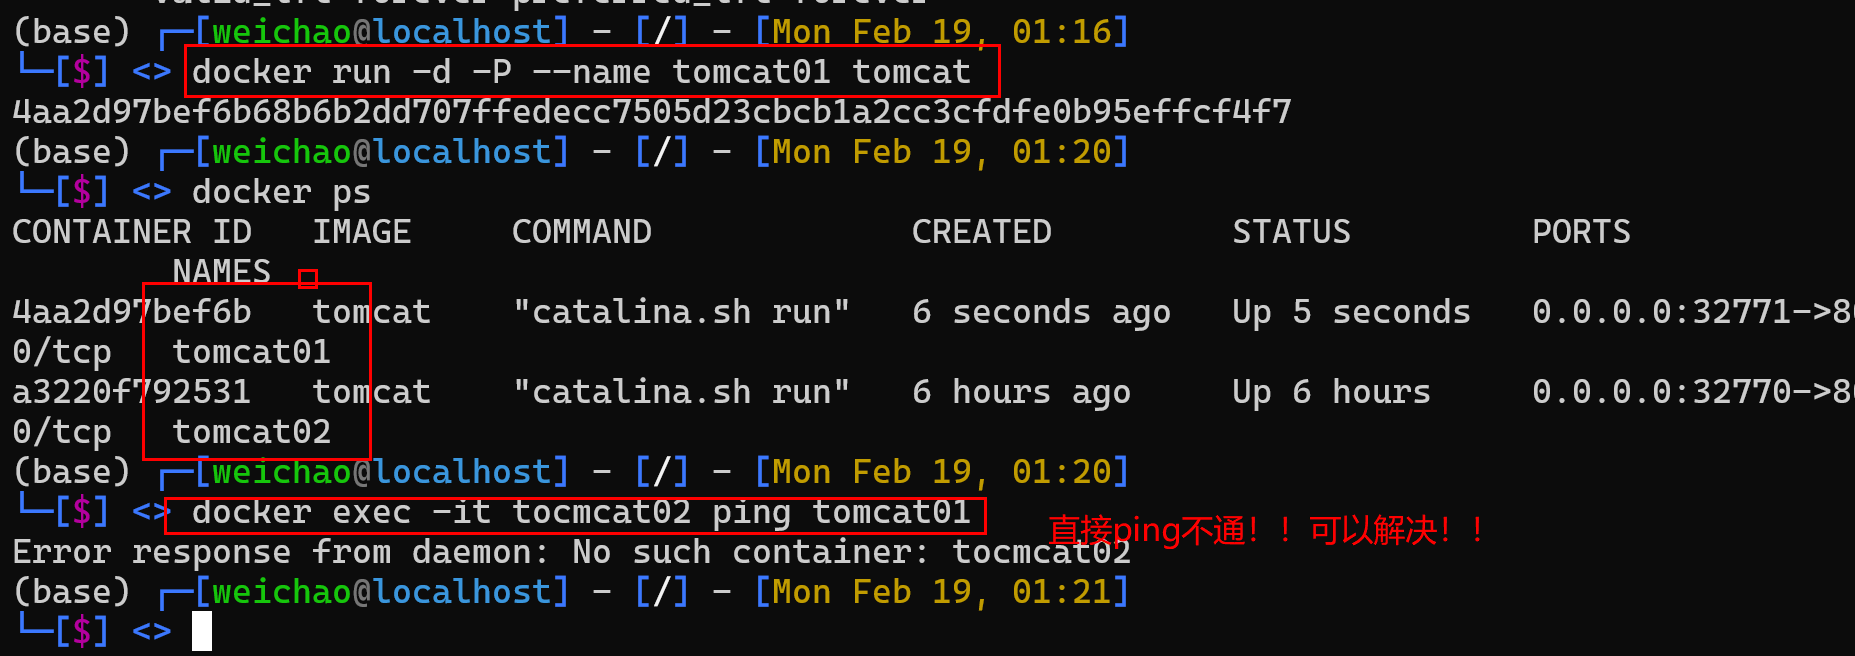 (base) ┌─[weichao@localhost] - [/] - [Mon Feb 19, 01:16]
└─[$] <> docker run -d -P --name tomcat01 tomcat
4aa2d97bef6b68b6b2dd707ffedecc7505d23cbcb1a2cc3cfdfe0b95effcf4f7
(base) ┌─[weichao@localhost] - [/] - [Mon Feb 19, 01:20]
└─[$] <> docker ps
CONTAINER ID   IMAGE     COMMAND             CREATED         STATUS         PORTS
        NAMES
4aa2d97bef6b   tomcat    "catalina.sh run"   6 seconds ago   Up 5 seconds   0.0.0.0:32771->80
0/tcp   tomcat01
a3220f792531   tomcat    "catalina.sh run"   6 hours ago     Up 6 hours     0.0.0.0:32770->80
0/tcp   tomcat02
(base) ┌─[weichao@localhost] - [/] - [Mon Feb 19, 01:20]
└─[$] <> docker exec -it tocmcat02 ping tomcat01
直接ping不通！！可以解决！！
Error response from daemon: No such container: tocmcat02
(base) ┌─[weichao@localhost] - [/] - [Mon Feb 19, 01:21]
└─[$] <>